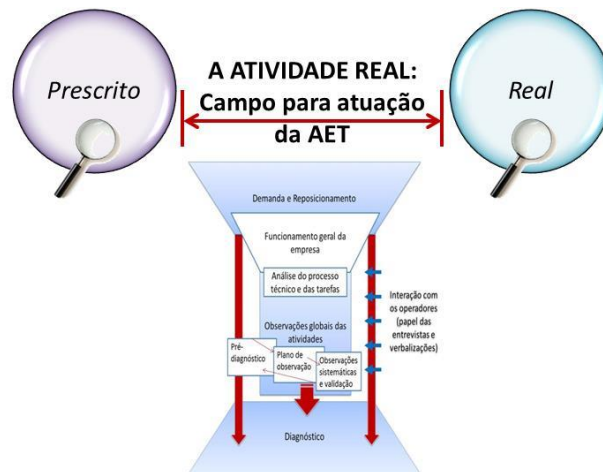 Prescrito
A ATIVIDADE REAL:
Campo para atuação
da AET
Real
Demanda e Reposicionamento
Funcionamento geral da
empresa
Análise do processo
técnico e das tarefas
Interação com
os operadores
(papel das
entrevistas e
verbalizações)
Observações globais das
atividades
Pré-
diagnóstico
Plano de
observação
Observações
sistemáticas
e validação
Diagnóstico